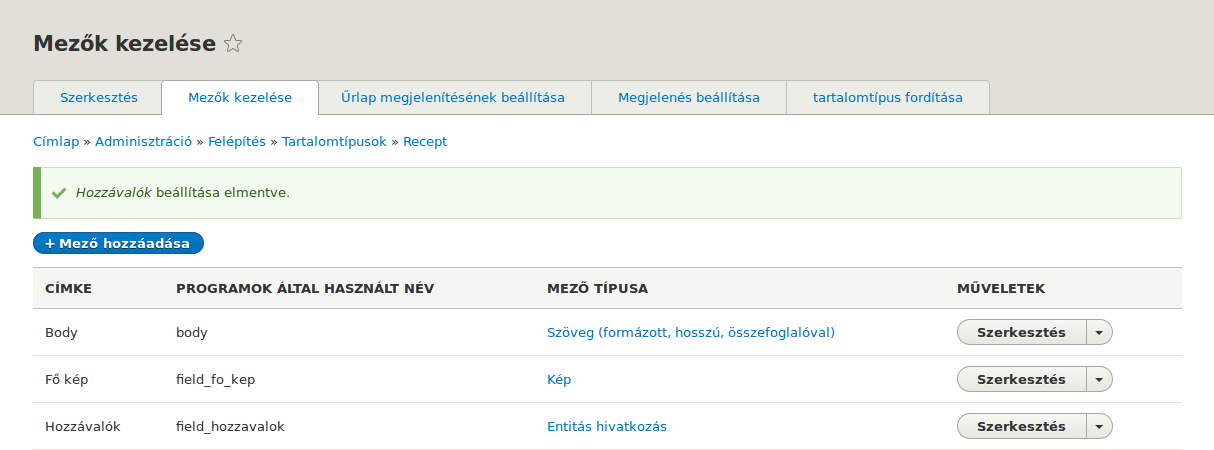 Mezők kezelése
Szerkesztés Mezők kezelése Űrlap megjelenítésének beállítása Megjelenés beállítása tartalomtípus fordítása
Címlap » Adminisztráció » Felépítés » Tartalomtípusok » Recept
Hozzávalók beállítása elmentve.
+ Mező hozzáadása
CÍMKE PROGRAMOK ÁLTAL HASZNÁLT NÉV MEZŐ TÍPUSA MŰVELETEK
Body body Szöveg (formázott, hosszú, összefoglalóval) Szerkesztés
Fő kép field_fo_kep Kép Szerkesztés
Hozzávalók field_hozzavalok Entitás hivatkozás Szerkesztés